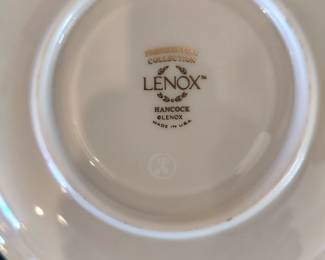 PRESIDENTIAL
COLLECTION
LENOX™
HANCOCK
©LENOX
MADE IN U.S.A.